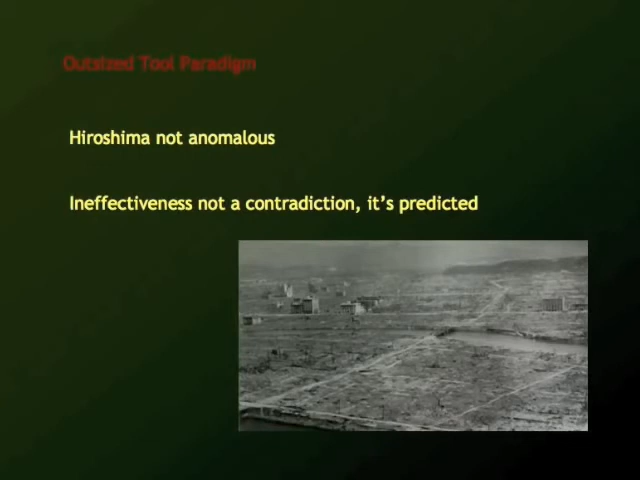 Outsized Tool Paradigm
Hiroshima not anomalous
Ineffectiveness not a contradiction, it's predicted